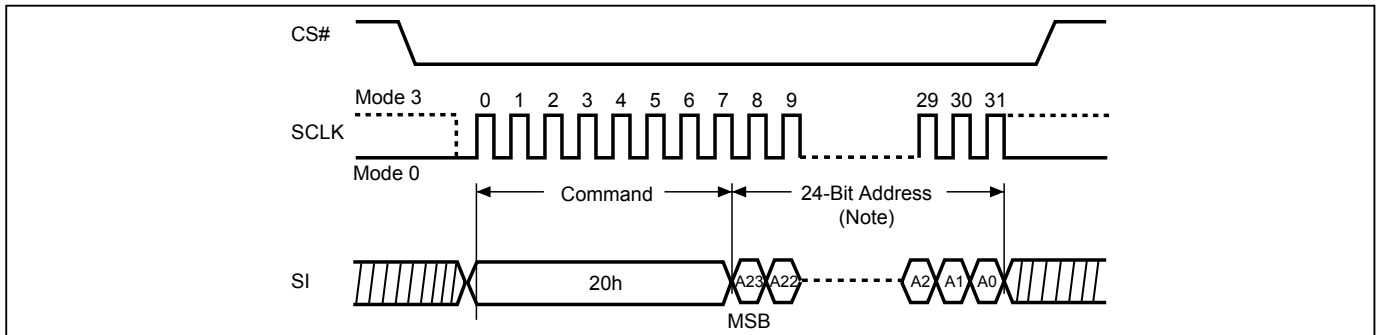 CS#
Mode 3
0 1 2 3 4 5 6 7 8 9 29 30 31
SCLK
Mode 0
Command
24-Bit Address
(Note)
SI
20h
A23 A22 A2 A1 A0
MSB